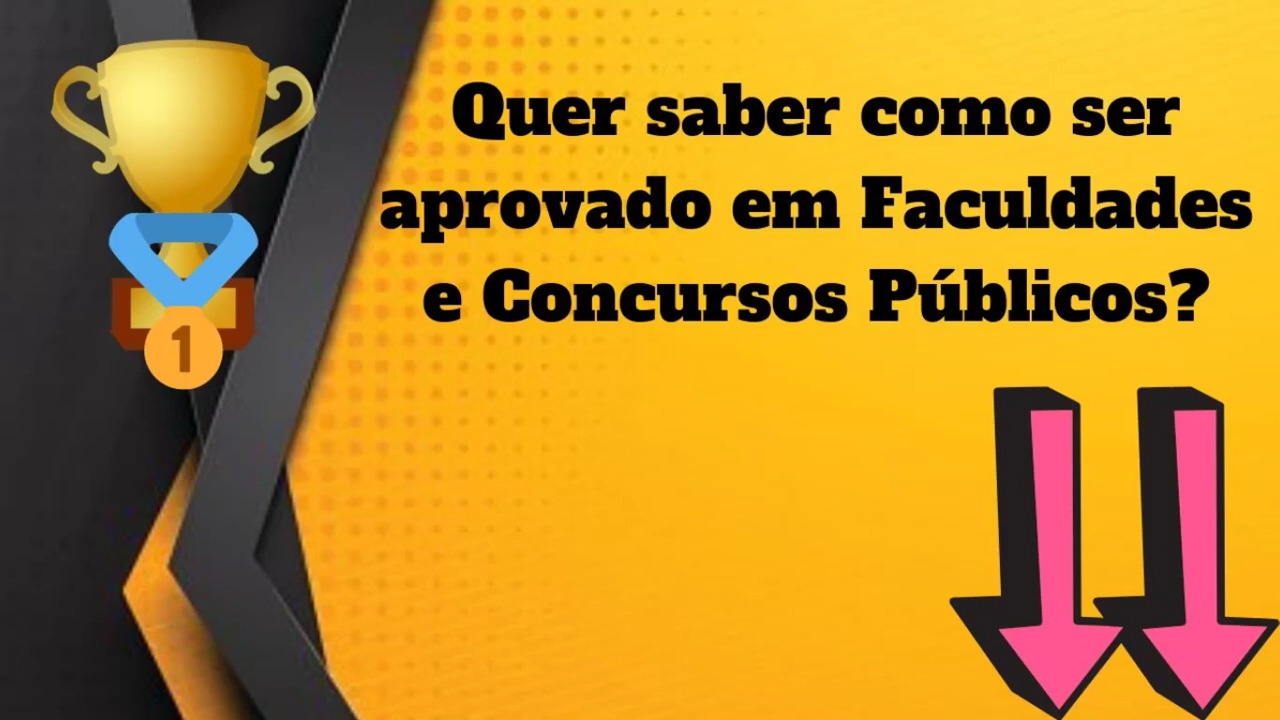 Quer saber como ser
aprovado em Faculdades
e Concursos Públicos?
1